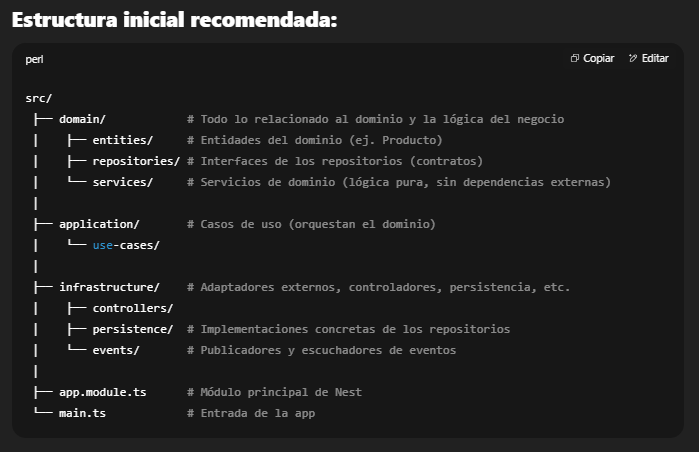 Estructura inicial recomendada:
perl Copiar Editar
src/
├── domain/ # Todo lo relacionado al dominio y la lógica del negocio
│ ├── entities/ # Entidades del dominio (ej. Producto)
│ ├── repositories/ # Interfaces de los repositorios (contratos)
│ └── services/ # Servicios de dominio (lógica pura, sin dependencias externas)
│
├── application/ # Casos de uso (orquestan el dominio)
│ └── use-cases/
│
├── infrastructure/ # Adaptadores externos, controladores, persistencia, etc.
│ ├── controllers/
│ ├── persistence/ # Implementaciones concretas de los repositorios
│ └── events/ # Publicadores y escuchadores de eventos
│
├── app.module.ts # Módulo principal de Nest
└── main.ts # Entrada de la app